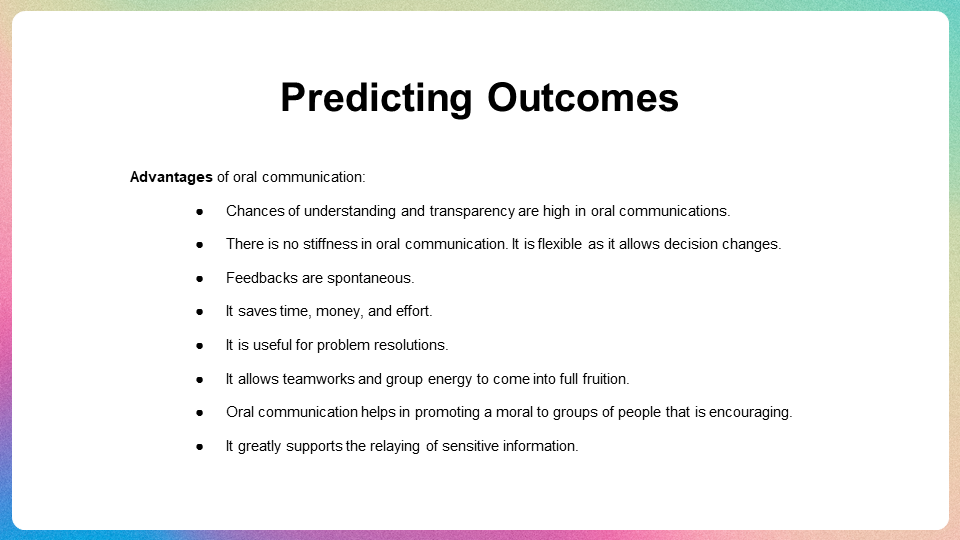 Predicting Outcomes
Advantages of oral communication:
● Chances of understanding and transparency are high in oral communications.
● There is no stiffness in oral communication. It is flexible as it allows decision changes.
● Feedbacks are spontaneous.
● It saves time, money, and effort.
● It is useful for problem resolutions.
● It allows teamworks and group energy to come into full fruition.
● Oral communication helps in promoting a moral to groups of people that is encouraging.
● It greatly supports the relaying of sensitive information.